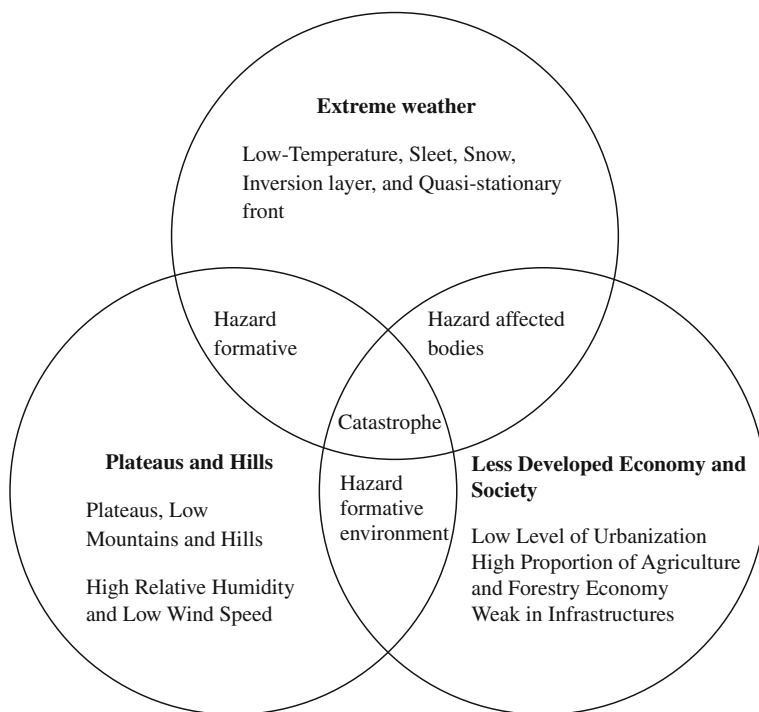 Extreme weather
Low-Temperature, Sleet, Snow,
Inversion layer, and Quasi-stationary
front
Hazard
formative
Hazard affected
bodies
Catastrophe
Plateaus and Hills
Plateaus, Low
Mountains and Hills
High Relative Humidity
and Low Wind Speed
Hazard
formative
environment
Less Developed Economy and
Society
Low Level of Urbanization
High Proportion of Agriculture
and Forestry Economy
Weak in Infrastructures